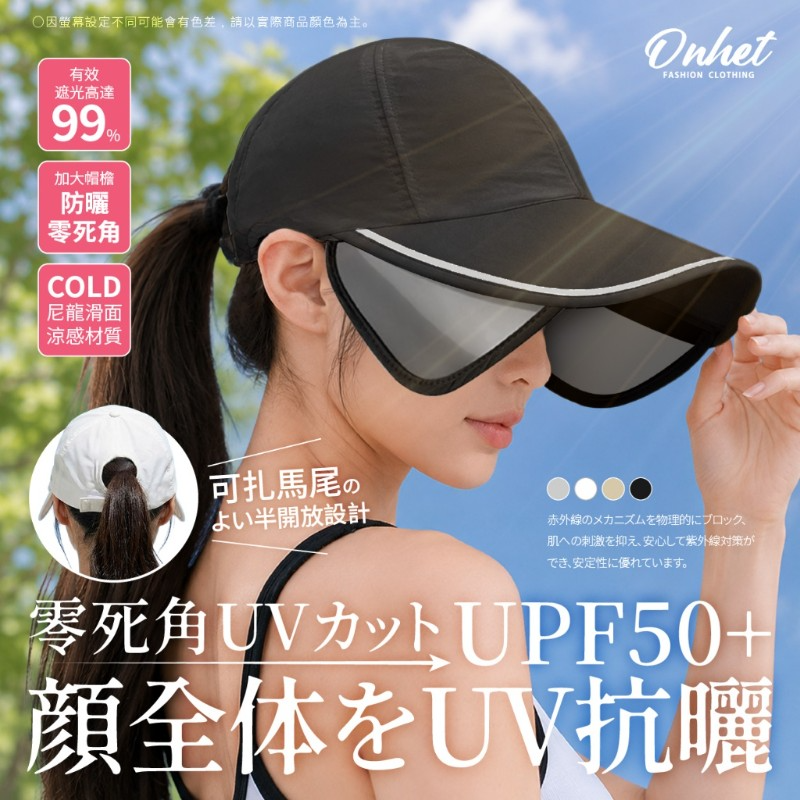 ○因螢幕設定不同可能會有色差，請以實際商品顏色為主。
Onhet
FASHION CLOTHING
有效
遮光高達
99%
加大帽檐
防曬
零死角
COLD
尼龍滑面
涼感材質
可扎馬尾の
よい半開放設計
赤外線のメカニズムを物理的にブロック、
肌への刺激を抑え、安心して紫外線対策が
でき、安定性に優れています。
零死角UVカットUPF50+
顔全体をUV抗曬